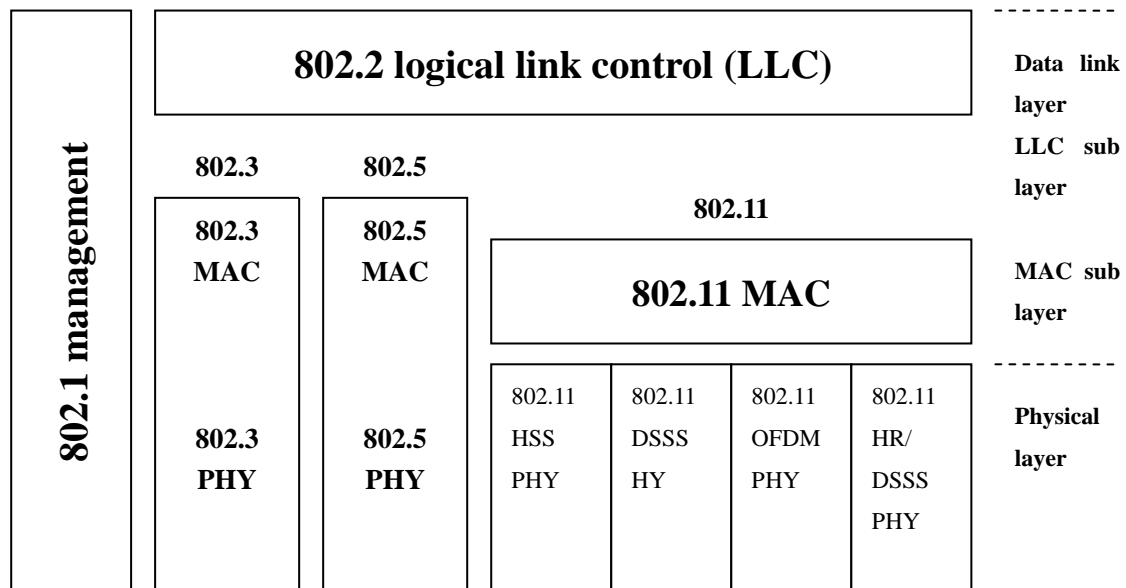 802.1 management
802.2 logical link control (LLC)
802.3
802.3
MAC
802.3
PHY
802.5
802.5
MAC
802.5
PHY
802.11
802.11 MAC
802.11
HSS
PHY
802.11
DSSS
HY
802.11
OFDM
PHY
802.11
HR/
DSSS
PHY
Data link
layer
LLC sub
layer
MAC sub
layer
Physical
layer